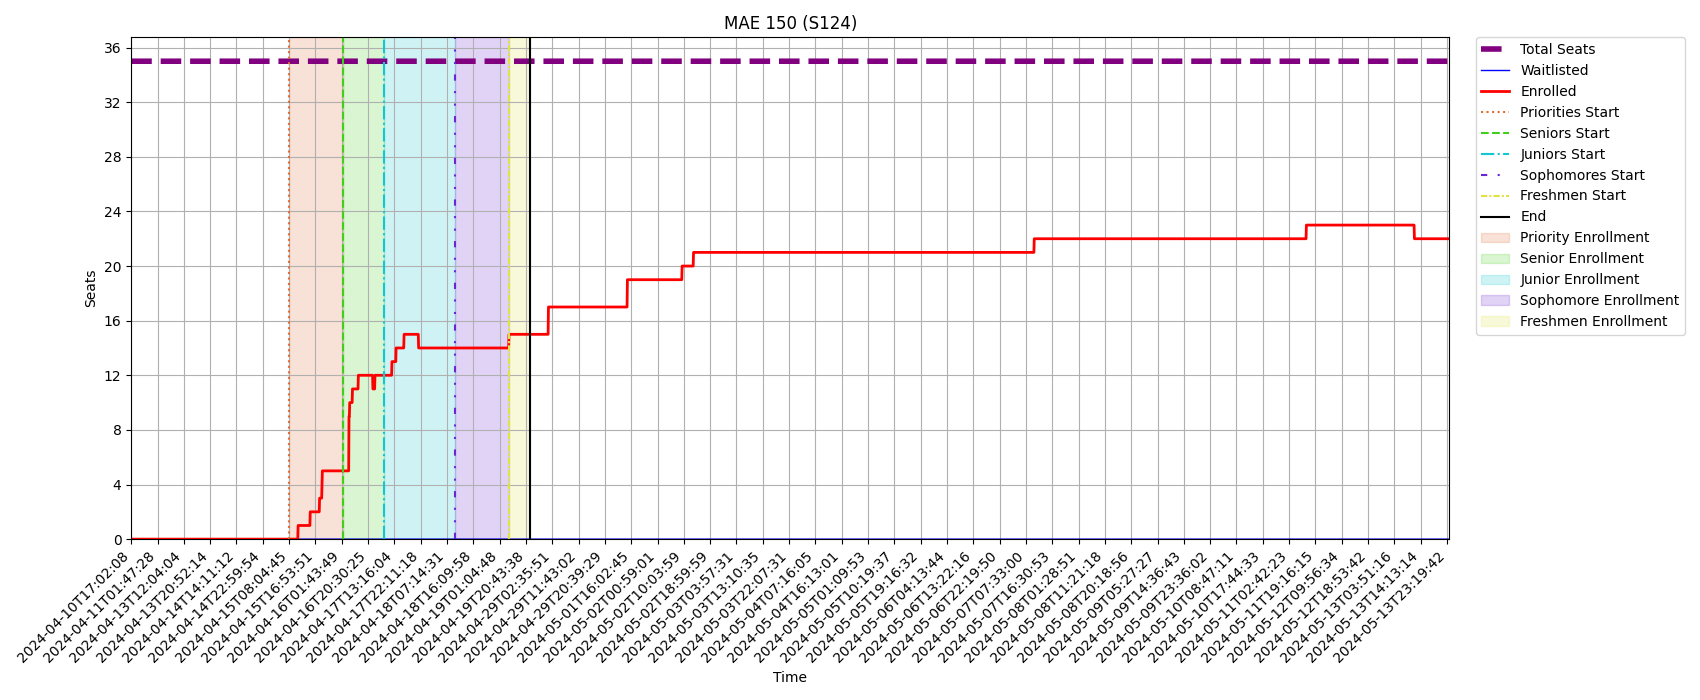 MAE 150 (S124)
Seats
36
32
28
24
20
16
12
8
4
0
2024-04-10T17:02:08
2024-04-11T01:47:28
2024-04-13T12:04:04
2024-04-13T20:52:14
2024-04-14T14:11:12
2024-04-14T22:59:54
2024-04-15T08:04:45
2024-04-15T16:53:51
2024-04-16T01:43:49
2024-04-16T20:30:25
2024-04-17T13:16:04
2024-04-17T22:11:18
2024-04-18T07:14:31
2024-04-18T16:09:58
2024-04-19T01:04:48
2024-04-19T20:43:38
2024-04-29T02:35:51
2024-04-29T11:43:02
2024-04-29T20:39:29
2024-05-01T16:02:45
2024-05-02T00:59:01
2024-05-02T10:03:59
2024-05-02T18:59:59
2024-05-03T03:57:31
2024-05-03T13:10:35
2024-05-03T22:07:31
2024-05-04T07:16:05
2024-05-04T16:13:01
2024-05-05T01:09:53
2024-05-05T10:19:37
2024-05-05T19:16:32
2024-05-06T04:13:44
2024-05-06T13:22:16
2024-05-06T22:19:50
2024-05-07T07:33:00
2024-05-07T16:30:53
2024-05-08T01:28:51
2024-05-08T11:21:18
2024-05-08T20:18:56
2024-05-09T05:27:27
2024-05-09T14:36:43
2024-05-09T23:36:02
2024-05-10T08:47:11
2024-05-10T17:44:33
2024-05-11T02:42:23
2024-05-11T19:16:15
2024-05-12T09:56:34
2024-05-12T18:53:42
2024-05-13T03:51:16
2024-05-13T14:13:14
2024-05-13T23:19:42
Time
Total Seats
Waitlisted
Enrolled
Priorities Start
Seniors Start
Juniors Start
Sophomores Start
Freshmen Start
End
Priority Enrollment
Senior Enrollment
Junior Enrollment
Sophomore Enrollment
Freshmen Enrollment